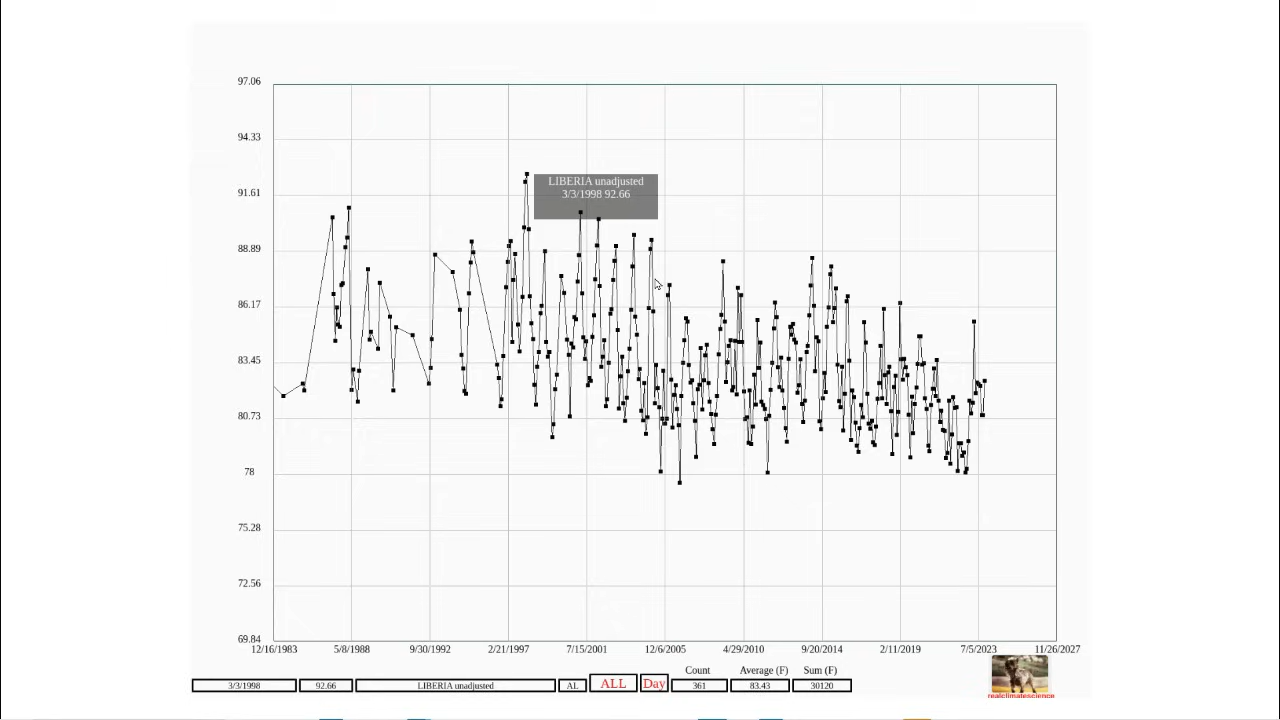 97.06
94.33
LIBERIA unadjusted
3/3/1998 92.66
91.61
88.89
86.17
83.45
80.73
78
75.28
72.56
69.84
12/16/1983 5/8/1988 9/30/1992 2/21/1997 7/15/2001 12/6/2005 4/29/2010 9/20/2014 2/11/2019 7/5/2023 11/26/2027
Count Average (F) Sum (F)
3/3/1998 92.66 LIBERIA unadjusted AL ALL Day 361 83.43 30120
realclimatescience